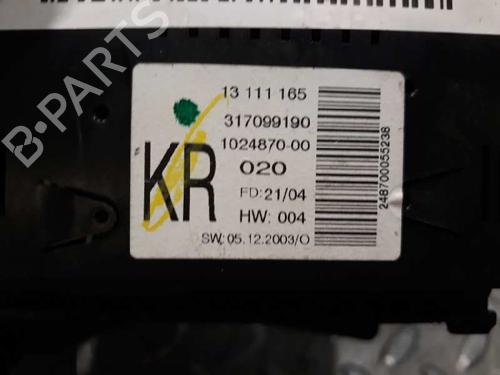 13 111 165
317099190
1024870-00
020
KR
FD: 21/04
HW: 004
SW: 05.12.2003/O
248700055238
B-PARTS